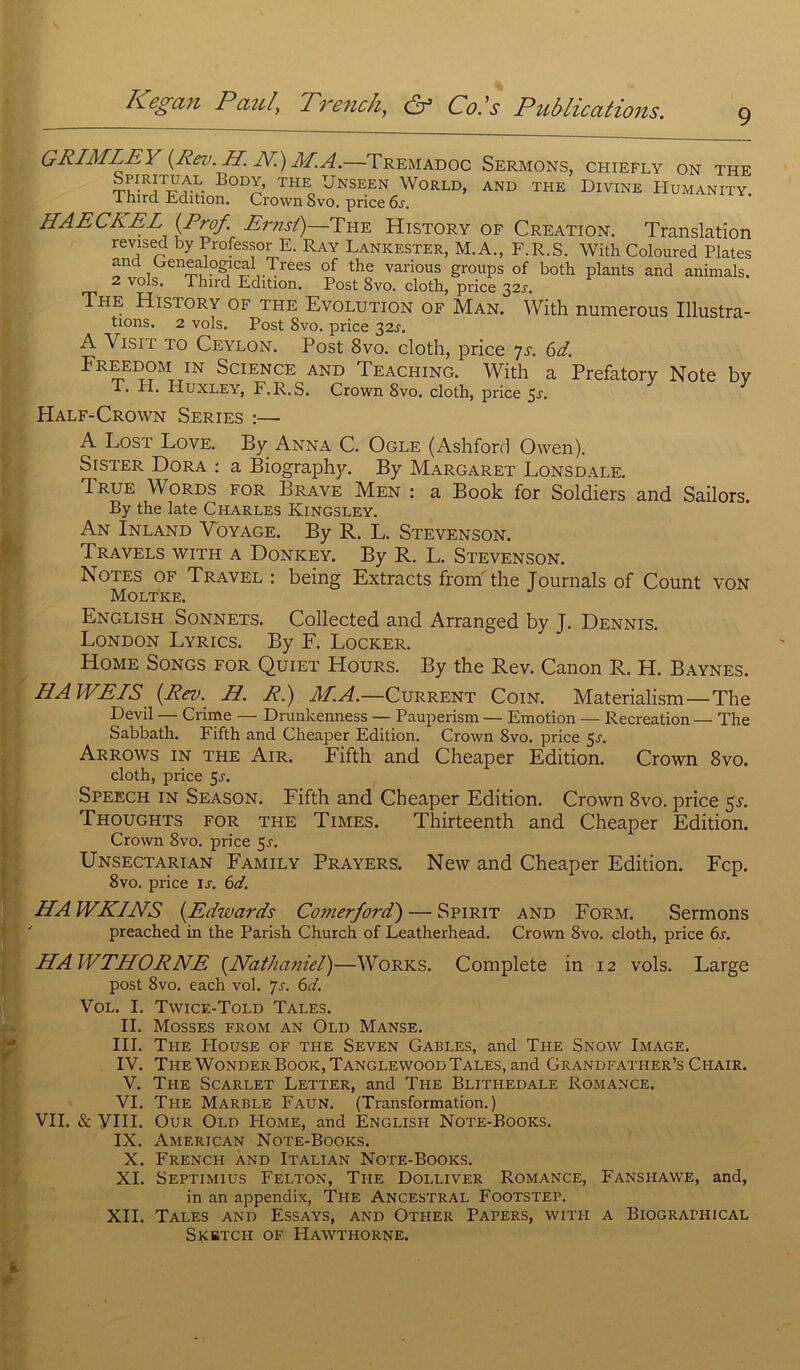 Kegan Paul, Trench, & Co.'s Publications.
9
GRIMLEY (Rev. H. N.) M.A.—TREMADOC SERMONS, CHIEFLY ON THE
SPIRITUAL BODY, THE UNSEEN WORLD, AND THE DIVINE HUMANITY.
Third Edition. Crown 8vo. price 6s.
HAECKEL (Prof. Ernst)—THE HISTORY OF CREATION. Translation
revised by Professor E. RAY LANKESTER, M.A., F.R.S. With Coloured Plates
and Genealogical Trees of the various groups of both plants and animals.
2 vols. Third Edition. Post 8vo. cloth, price 32s.
THE HISTORY OF THE EVOLUTION OF MAN. With numerous Illustra-
tions. 2 vols. Post 8vo. price 32s.
A VISIT TO CEYLON. Post 8vo. cloth, price 7s. 6d.
FREEDOM IN SCIENCE AND TEACHING. With a Prefatory Note by
T. H. HUXLEY, F.R.S. Crown 8vo. cloth, price 5s.
HALF-CROWN SERIES :—
A LOST LOVE. By ANNA C. OGLE (Ashford Owen).
SISTER DORA : a Biography. By MARGARET LONSDALE.
TRUE WORDS FOR BRAVE MEN : a Book for Soldiers and Sailors.
By the late CHARLES KINGSLEY.
AN INLAND VOYAGE. By R. L. STEVENSON.
TRAVELS WITH A DONKEY. By R. L. STEVENSON.
NOTES OF TRAVEL : being Extracts from the Journals of Count VON
MOLTKE.
ENGLISH SONNETS. Collected and Arranged by J. DENNIS.
LONDON LYRICS. By F. LOCKER.
HOME SONGS FOR QUIET HOURS. By the Rev. Canon R. H. BAYNES.
HAWEIS (Rev. H. R.) M.A.—CURRENT COIN. Materialism—The
Devil — Crime — Drunkenness — Pauperism — Emotion — Recreation — The
Sabbath. Fifth and Cheaper Edition. Crown 8vo. price 5s.
ARROWS IN THE AIR. Fifth and Cheaper Edition. Crown 8vo.
cloth, price 5s.
SPEECH IN SEASON. Fifth and Cheaper Edition. Crown 8vo. price 5s.
THOUGHTS FOR THE TIMES. Thirteenth and Cheaper Edition.
Crown 8vo. price 5s.
UNSECTARIAN FAMILY PRAYERS. New and Cheaper Edition. Fcp.
8vo. price 1s. 6d.
HAWKINS (Edwards Comerford) — SPIRIT AND FORM. Sermons
preached in the Parish Church of Leatherhead. Crown 8vo. cloth, price 6s.
HAWTHORNE (Nathaniel)—WORKS. Complete in 12 vols. Large
post 8vo. each vol. 7s. 6d.
VOL. I. TWICE-TOLD TALES.
II. MOSSES FROM AN OLD MANSE.
III. THE HOUSE OF THE SEVEN GABLES, and THE SNOW IMAGE.
IV. THE WONDER BOOK, TANGLEWOOD TALES, and GRANDFATHER'S CHAIR.
V. THE SCARLET LETTER, and THE BLITHEDALE ROMANCE.
VI. THE MARBLE FAUN. (Transformation.)
VII. & VIII. OUR OLD HOME, and ENGLISH NOTE-BOOKS.
IX. AMERICAN NOTE-BOOKS.
X. FRENCH AND ITALIAN NOTE-BOOKS.
XI. SEPTIMIUS FELTON, THE DOLLIVER ROMANCE, FANSHAWE, and,
in an appendix, THE ANCESTRAL FOOTSTEP.
XII. TALES AND ESSAYS, AND OTHER PAPERS, WITH A BIOGRAPHICAL
SKETCH OF HAWTHORNE.